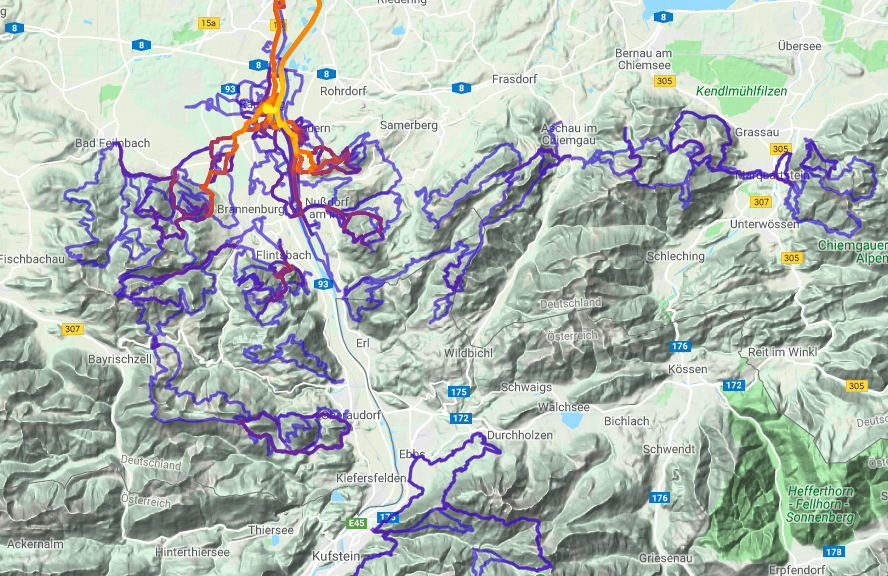 Riedering
8
15a
8
8
Übersee
Bernau am
Chiemsee
8
8
305
93
Rohrdorf
8
Frasdorf
Kendlmühlfilzen
Samerberg
Aschau im
Chiemgau
Grassau
Bad Feilnbach
305
Marquartstein
307
Brannenburg
Nußdorf
am Inn
Unterwössen
Chiemgauer
Alpen
Fischbachau
Flintsbach
Schleching
305
93
Deutschland
Österreich
307
Erl
Wildbichl
176
Reit im Winkl
Bayrischzell
Kössen
172
305
175
Schwaigs
Walchsee
Oberaudorf
172
Bichlach
Durchholzen
Ebbs
Schwendt
Deutschland
Österreich
Kiefersfelden
176
Hefferthorn
- Fellhorn -
Sonnenberg
E45
Thiersee
Ackernalm
Hinterthiersee
Kufstein
Griesenau
178
Erpfendorf